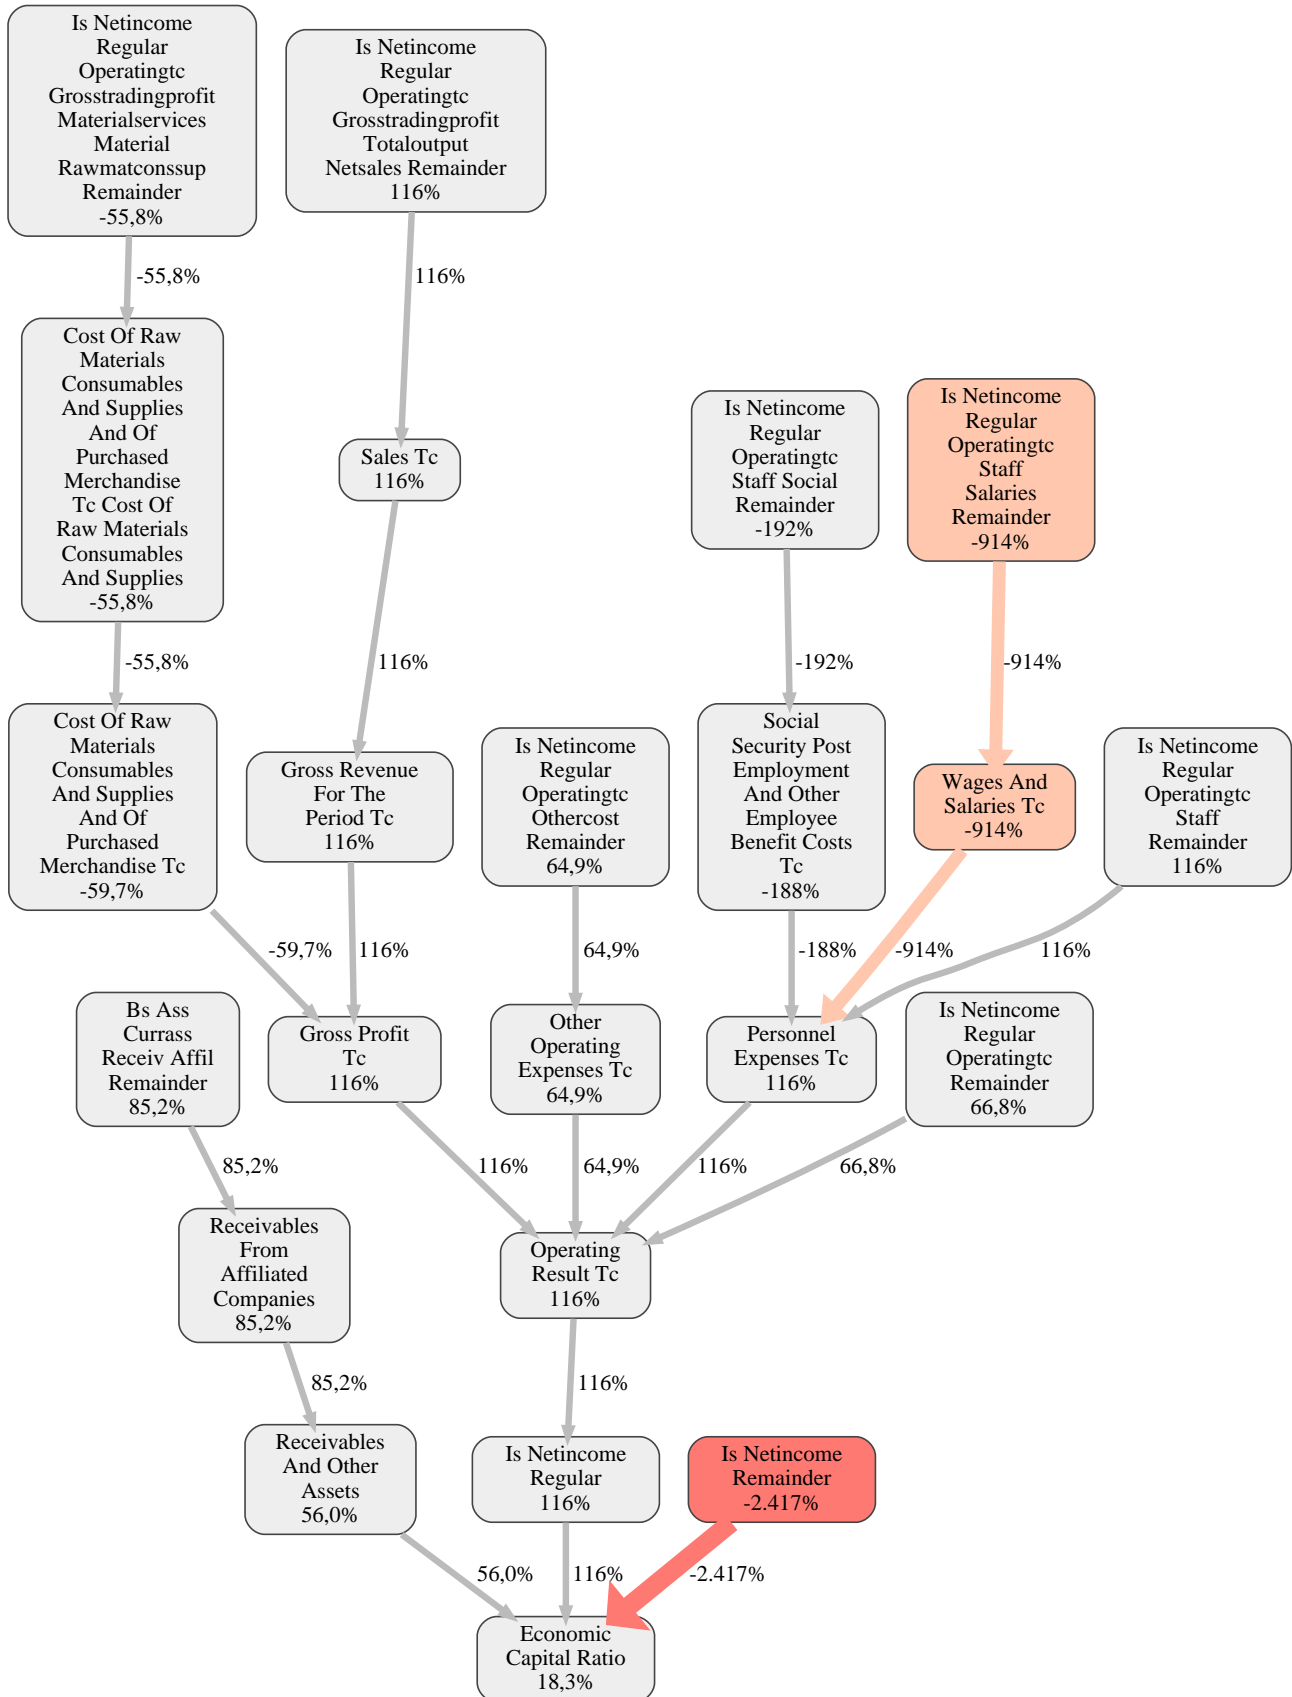 Is Netincome
Regular
Operatingtc
Grosstradingprofit
Materialservices
Material
Rawmatconssup
Remainder
-55,8%
Is Netincome
Regular
Operatingtc
Grosstradingprofit
Totaloutput
Netsales Remainder
116%
-55,8%
116%
Cost Of Raw
Materials
Consumables
And Supplies
And Of
Purchased
Merchandise
Tc Cost Of
Raw Materials
Consumables
And Supplies
-55,8%
Sales Tc
116%
Is Netincome
Regular
Operatingtc
Staff Social
Remainder
-192%
Is Netincome
Regular
Operatingtc
Staff
Salaries
Remainder
-914%
-55,8%
116%
-192%
-914%
Cost Of Raw
Materials
Consumables
And Supplies
And Of
Purchased
Merchandise Tc
-59,7%
Gross Revenue
For The
Period Tc
116%
Is Netincome
Regular
Operatingtc
Othercost
Remainder
64,9%
Social
Security Post
Employment
And Other
Employee
Benefit Costs
Tc
-188%
Wages And
Salaries Tc
-914%
Is Netincome
Regular
Operatingtc
Staff
Remainder
116%
-59,7%
116%
64,9%
-188%
-914%
116%
Bs Ass
Currass
Receiv Affil
Remainder
85,2%
Gross Profit
Tc
116%
Other
Operating
Expenses Tc
64,9%
Personnel
Expenses Tc
116%
Is Netincome
Regular
Operatingtc
Remainder
66,8%
85,2%
116%
64,9%
116%
66,8%
Receivables
From
Affiliated
Companies
85,2%
Operating
Result Tc
116%
85,2%
116%
Receivables
And Other
Assets
56,0%
Is Netincome
Regular
116%
Is Netincome
Remainder
-2.417%
56,0%
116%
-2.417%
Economic
Capital Ratio
18,3%